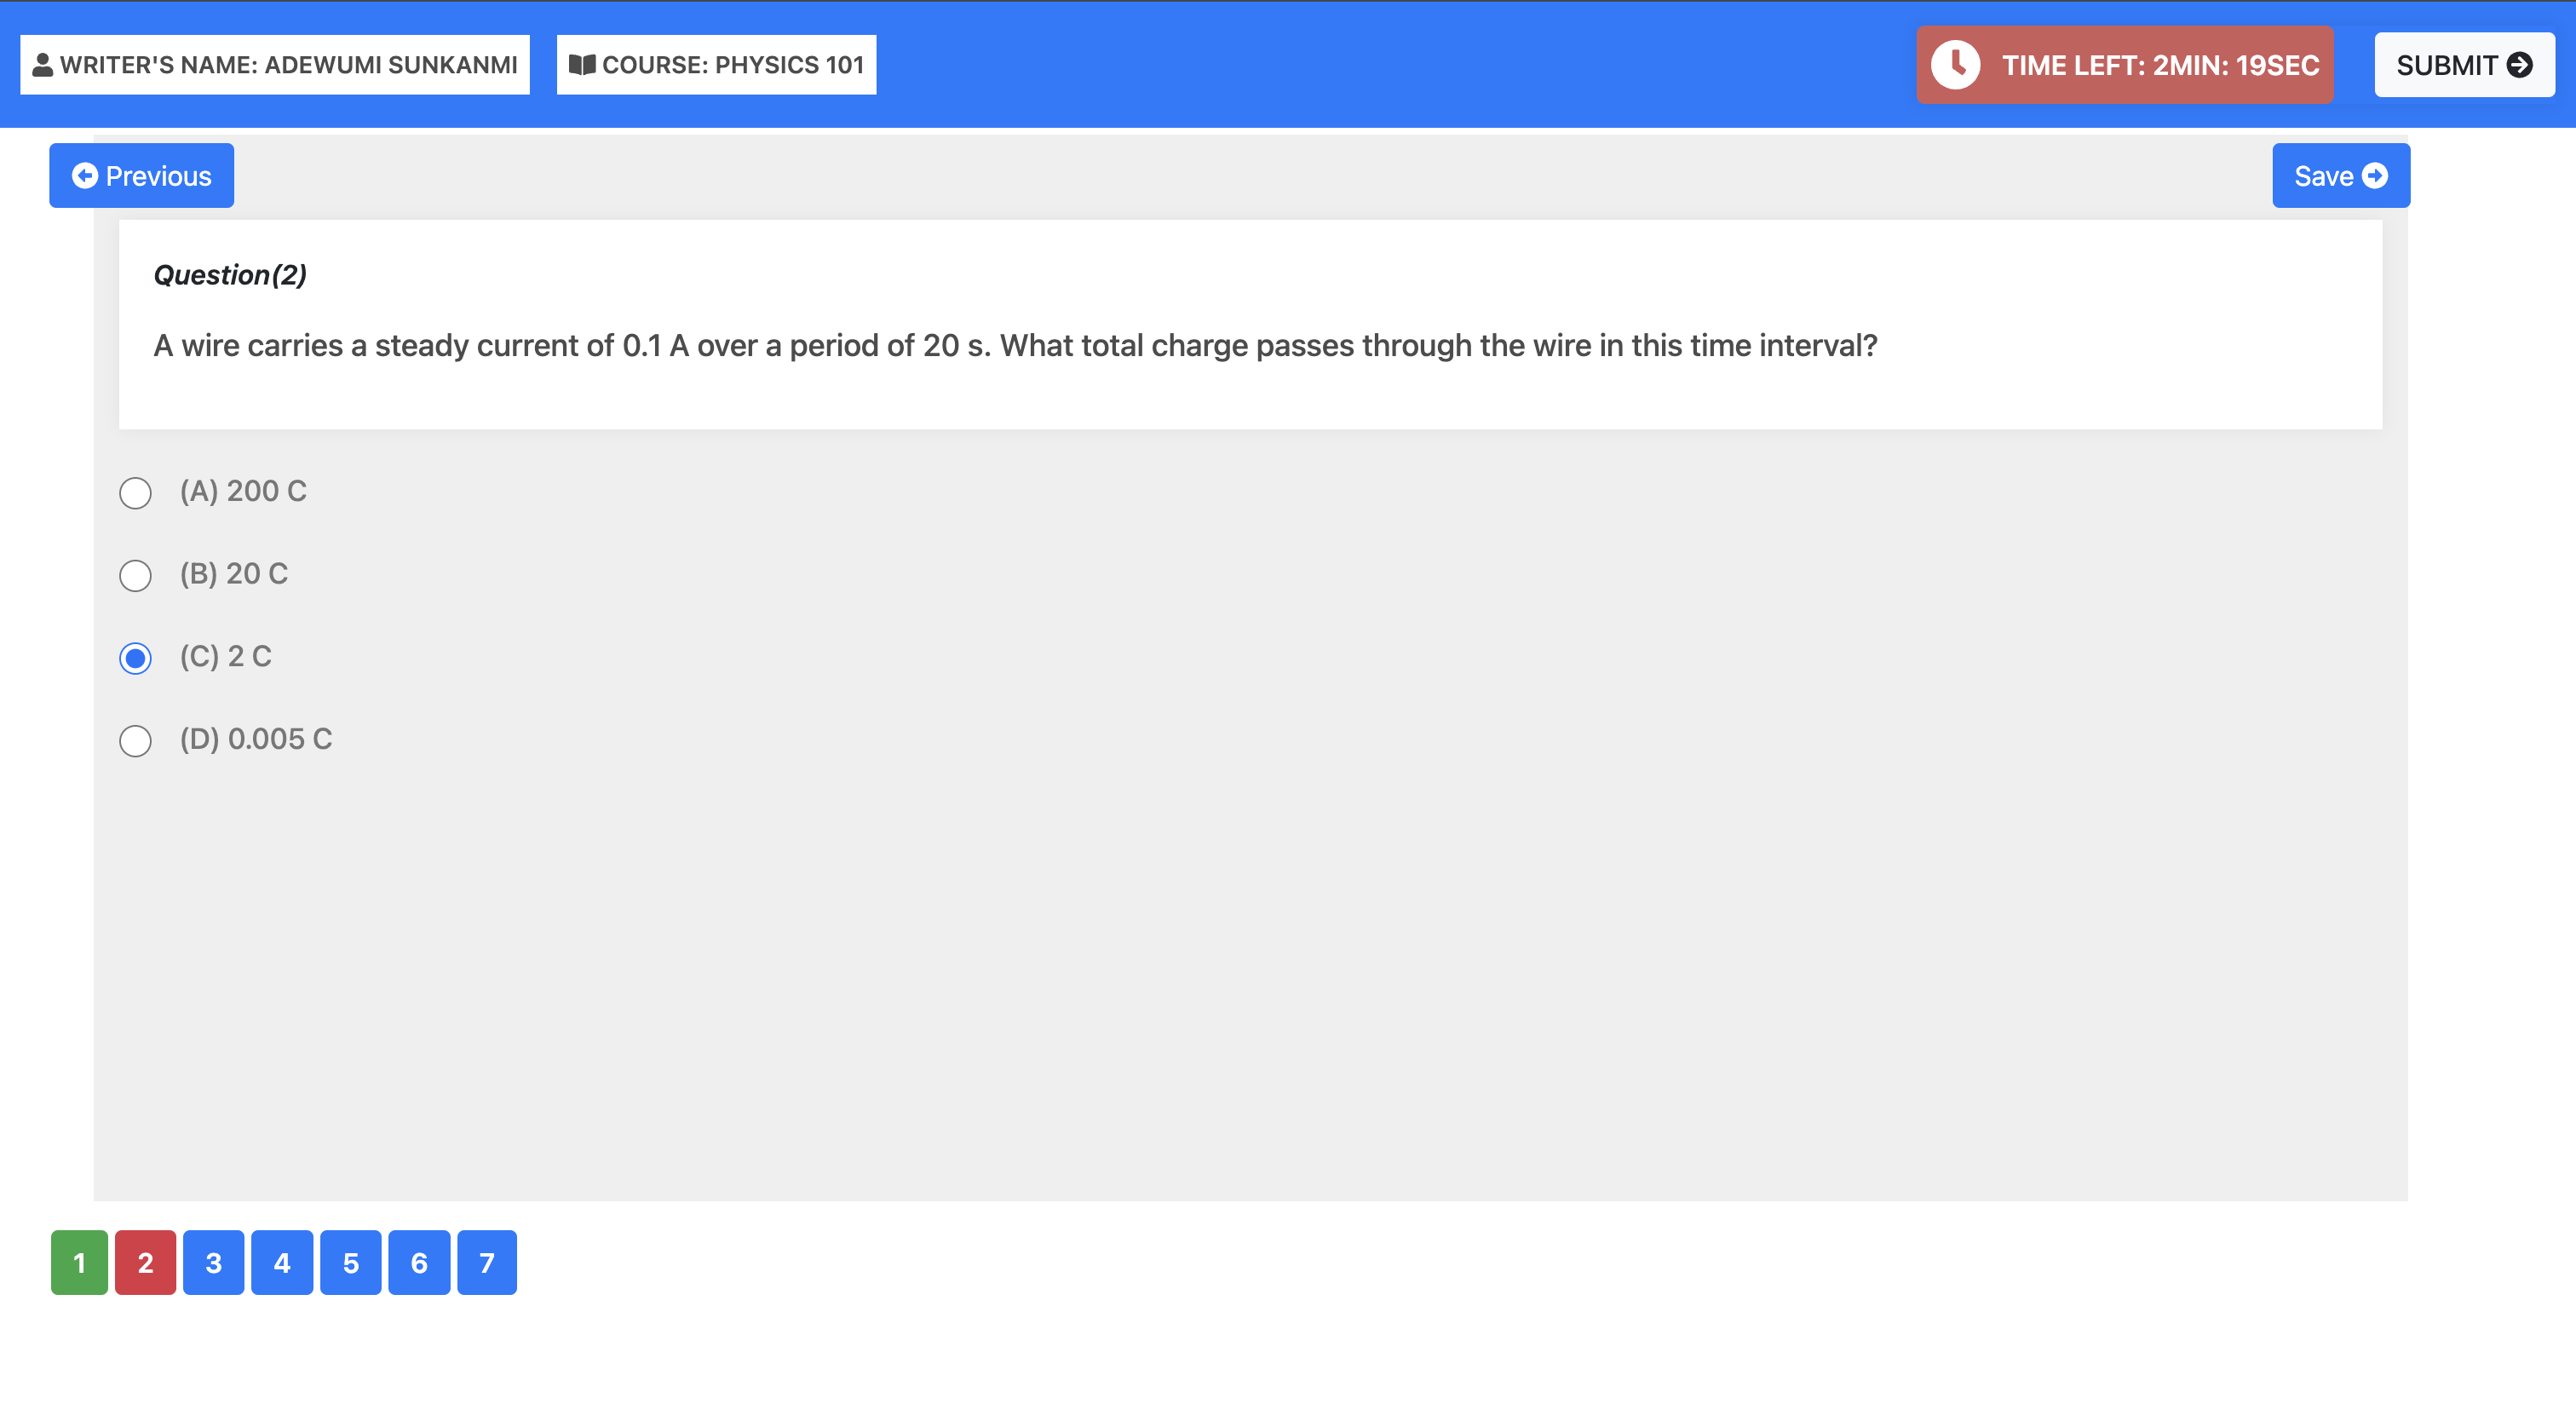 WRITER'S NAME: ADEWUMI SUNKANMI
COURSE: PHYSICS 101
TIME LEFT: 2MIN: 19SEC
SUBMIT
Previous
Save
Question(2)
A wire carries a steady current of 0.1 A over a period of 20 s. What total charge passes through the wire in this time interval?
(A) 200 C
(B) 20 C
(C) 2 C
(D) 0.005 C
1 2 3 4 5 6 7